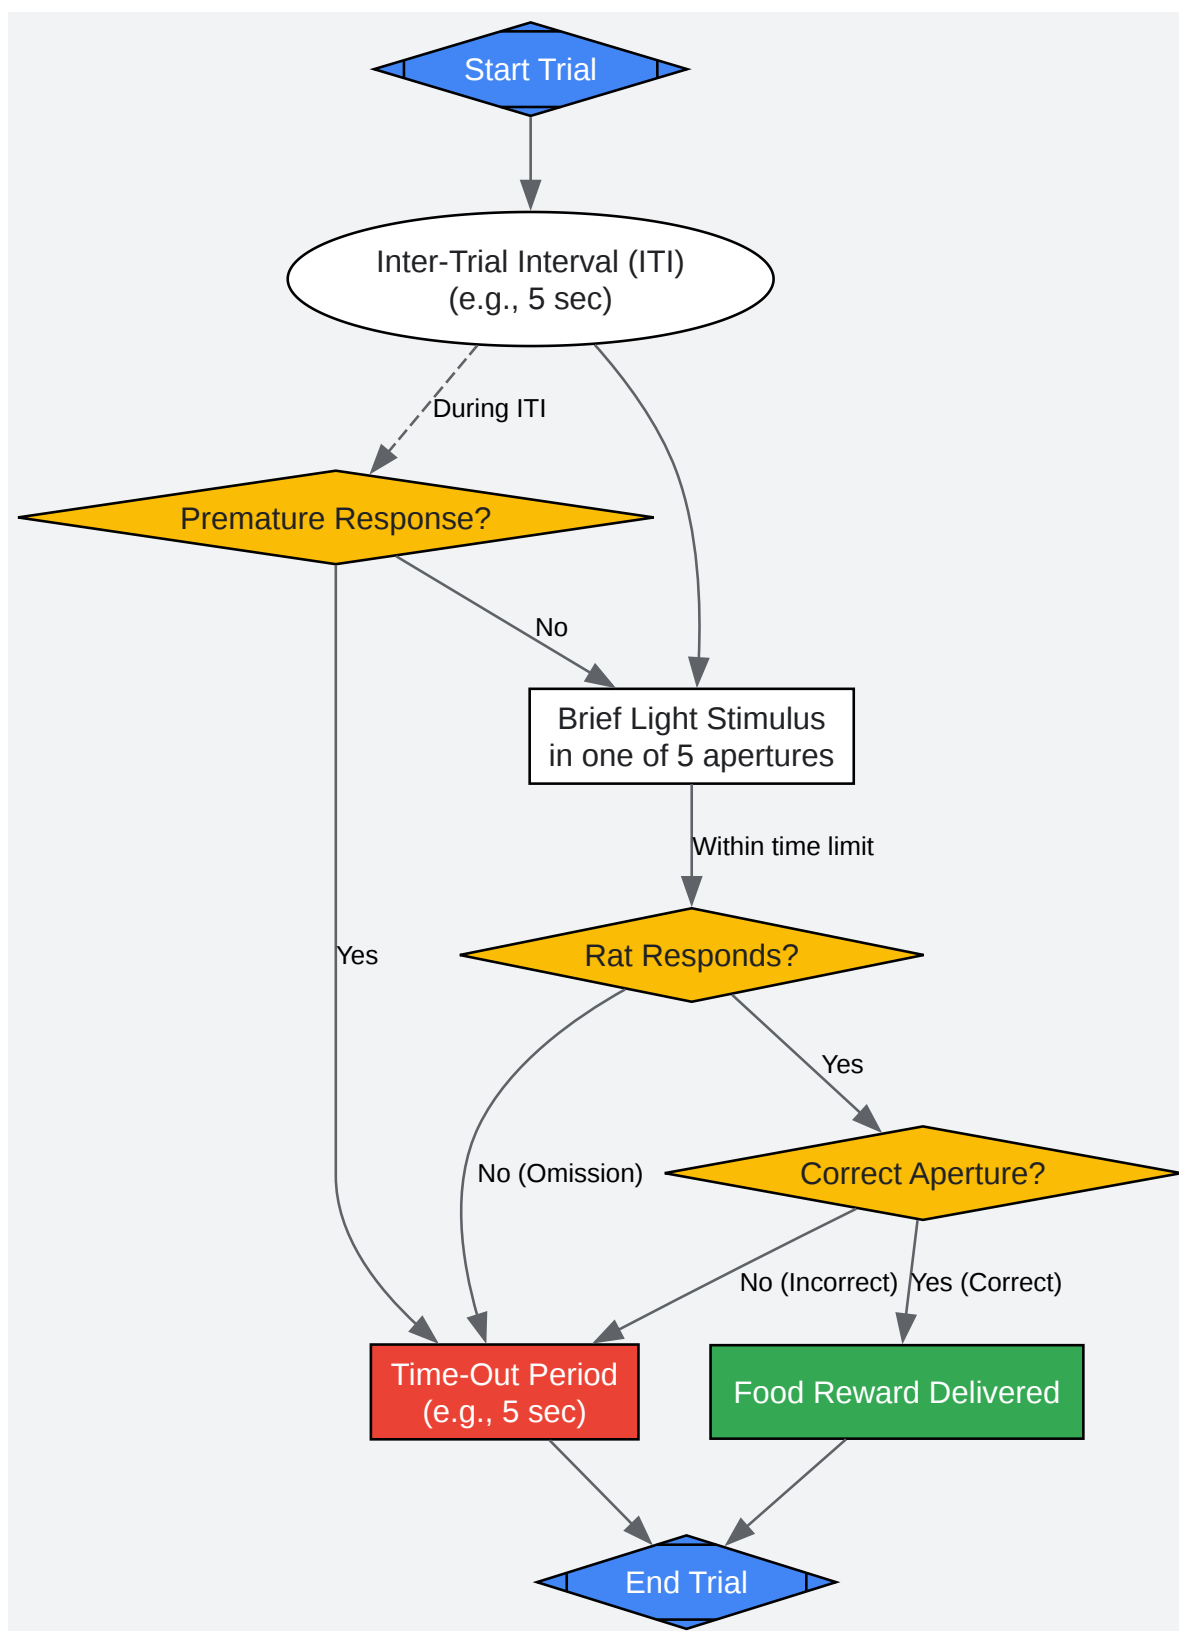 Start Trial
Inter-Trial Interval (ITI)
(e.g., 5 sec)
During ITI
Premature Response?
No
Brief Light Stimulus
in one of 5 apertures
Within time limit
Yes
Rat Responds?
Yes
No (Omission)
Correct Aperture?
No (Incorrect)
Yes (Correct)
Time-Out Period
(e.g., 5 sec)
Food Reward Delivered
End Trial